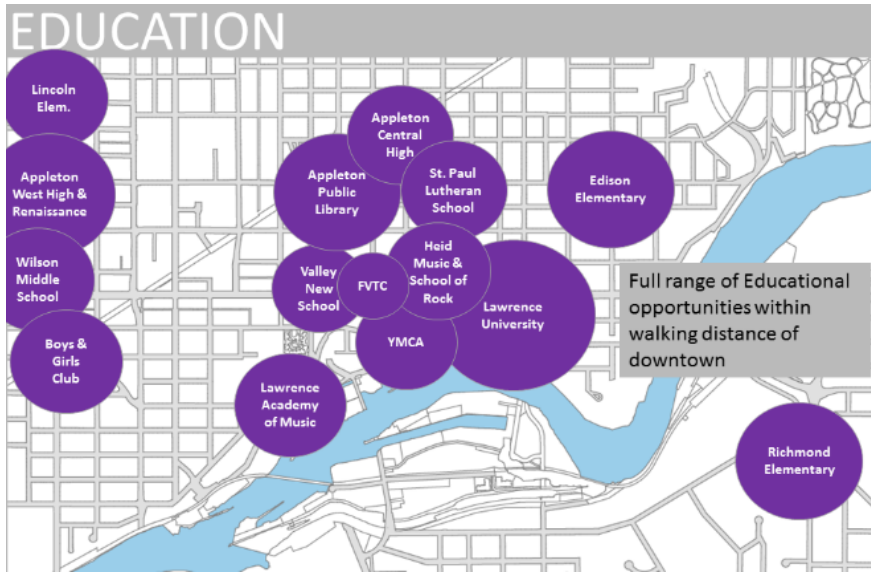 EDUCATION
Lincoln
Elem.
Appleton
West High &
Renaissance
Wilson
Middle
School
Boys &
Girls
Club
Appleton
Central
High
Appleton
Public
Library
St. Paul
Lutheran
School
Edison
Elementary
Valley
New
School
FVTC
Heid
Music &
School of
Rock
Lawrence
University
YMCA
Lawrence
Academy
of Music
Full range of Educational
opportunities within
walking distance of
downtown
Richmond
Elementary